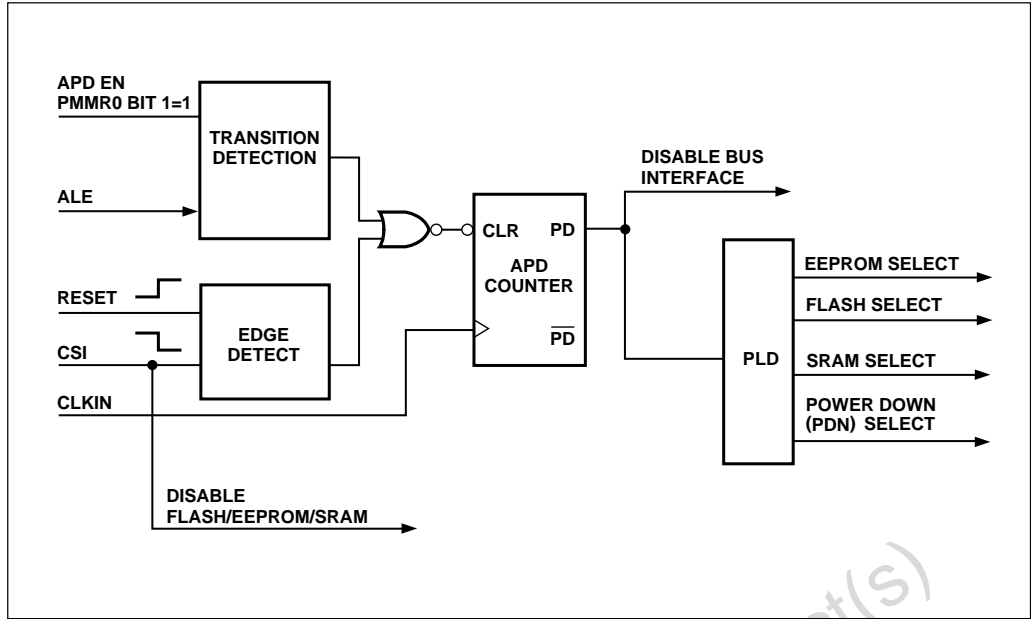 APD EN
PMMR0 BIT 1=1
TRANSITION
DETECTION
ALE
RESET
CSI
EDGE
DETECT
CLKIN
DISABLE
FLASH/EEPROM/SRAM
CLR PD
APD
COUNTER
PD
DISABLE BUS
INTERFACE
PLD
EEPROM SELECT
FLASH SELECT
SRAM SELECT
POWER DOWN
(PDN) SELECT